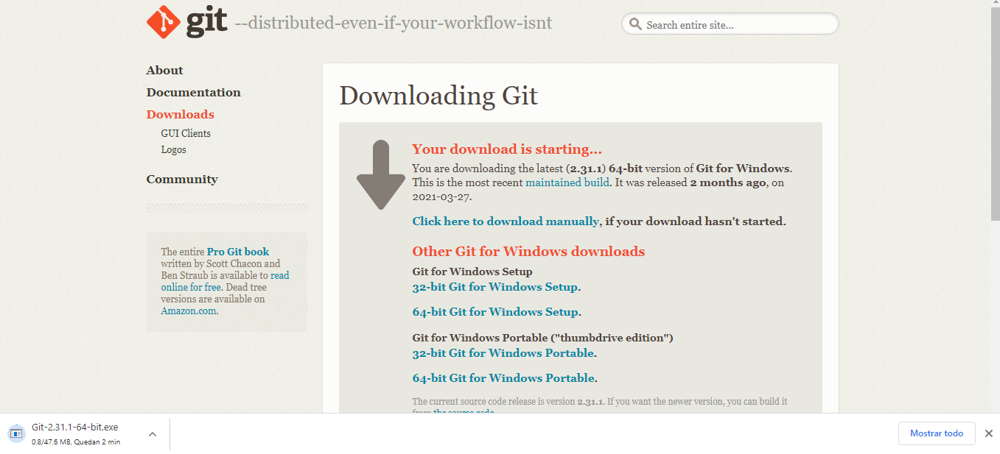 git --distributed-even-if-your-workflow-isnt
Search entire site...
About
Documentation
Downloads
GUI Clients
Logos
Community
The entire Pro Git book
written by Scott Chacon and
Ben Straub is available to read
online for free. Dead tree
versions are available on
Amazon.com.
Downloading Git
Your download is starting...
You are downloading the latest (2.31.1) 64-bit version of Git for Windows.
This is the most recent maintained build. It was released 2 months ago, on
2021-03-27.
Click here to download manually, if your download hasn't started.
Other Git for Windows downloads
Git for Windows Setup
32-bit Git for Windows Setup.
64-bit Git for Windows Setup.
Git for Windows Portable ("thumbdrive edition")
32-bit Git for Windows Portable.
64-bit Git for Windows Portable.
The current source code release is version 2.31.1. If you want the newer version, you can build it
from the source code.
Git-2.31.1-64-bit.exe
0,8/47,6 MB, Quedan 2 min
Mostrar todo